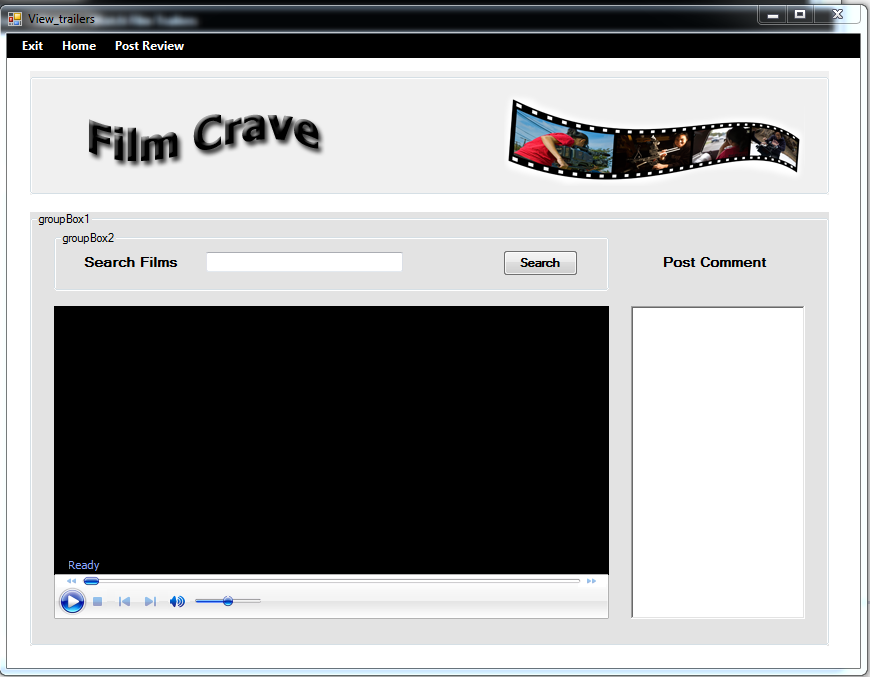 View_trailers
Exit Home Post Review
Film Crave
groupBox1
groupBox2
Search Films Search Post Comment
Ready